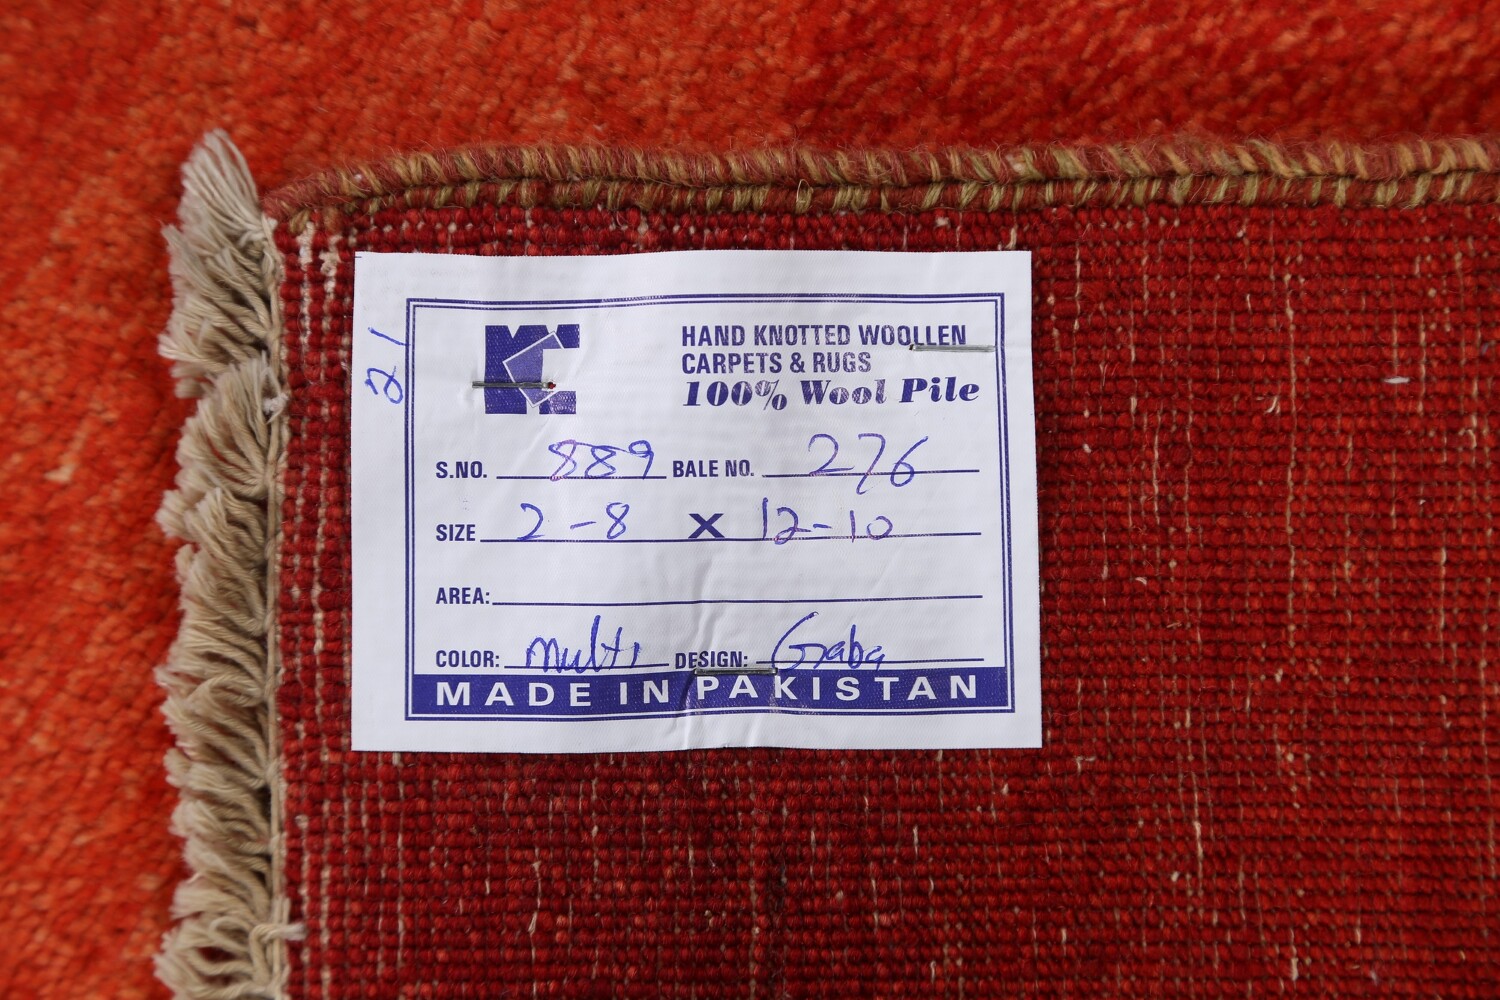 HAND KNOTTED WOOLLEN
CARPETS & RUGS
100% Wool Pile
21
S.NO. 889 BALE NO. 276
SIZE 2-8 X 12-10
AREA:
COLOR: Multi DESIGN: Gaba
MADE IN PAKISTAN